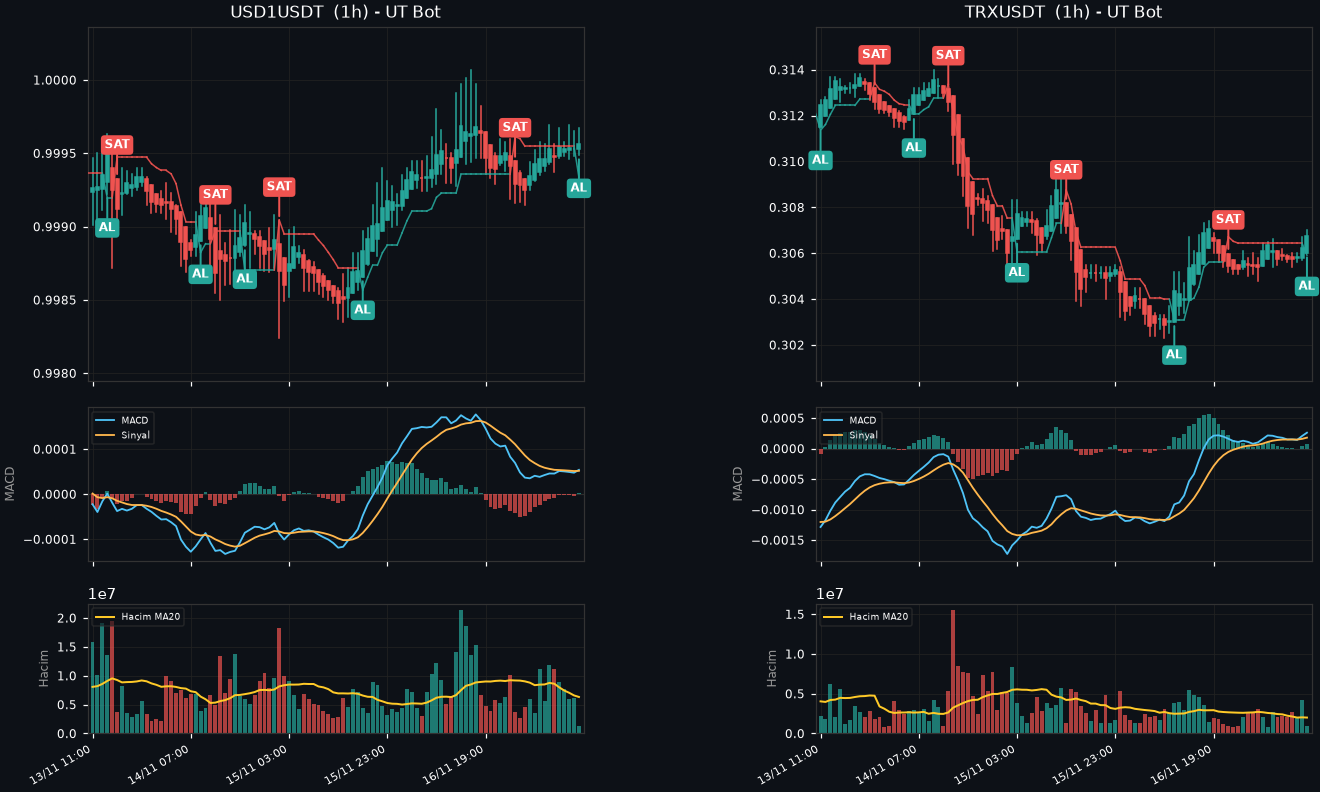 USD1USDT (1h) - UT Bot
1.0000
0.9995
0.9990
0.9985
0.9980
SAT
AL
SAT
AL
AL
SAT
AL
SAT
AL
MACD
Sinyal
MACD
0.0001
0.0000
−0.0001
1e7
Hacim MA20
Hacim
2.0
1.5
1.0
0.5
0.0
13/11 11:00
14/11 07:00
15/11 03:00
15/11 23:00
16/11 19:00
TRXUSDT (1h) - UT Bot
0.314
0.312
0.310
0.308
0.306
0.304
0.302
AL
SAT
AL
SAT
AL
SAT
AL
SAT
AL
MACD
Sinyal
MACD
0.0005
0.0000
−0.0005
−0.0010
−0.0015
1e7
Hacim MA20
Hacim
1.5
1.0
0.5
0.0
13/11 11:00
14/11 07:00
15/11 03:00
15/11 23:00
16/11 19:00